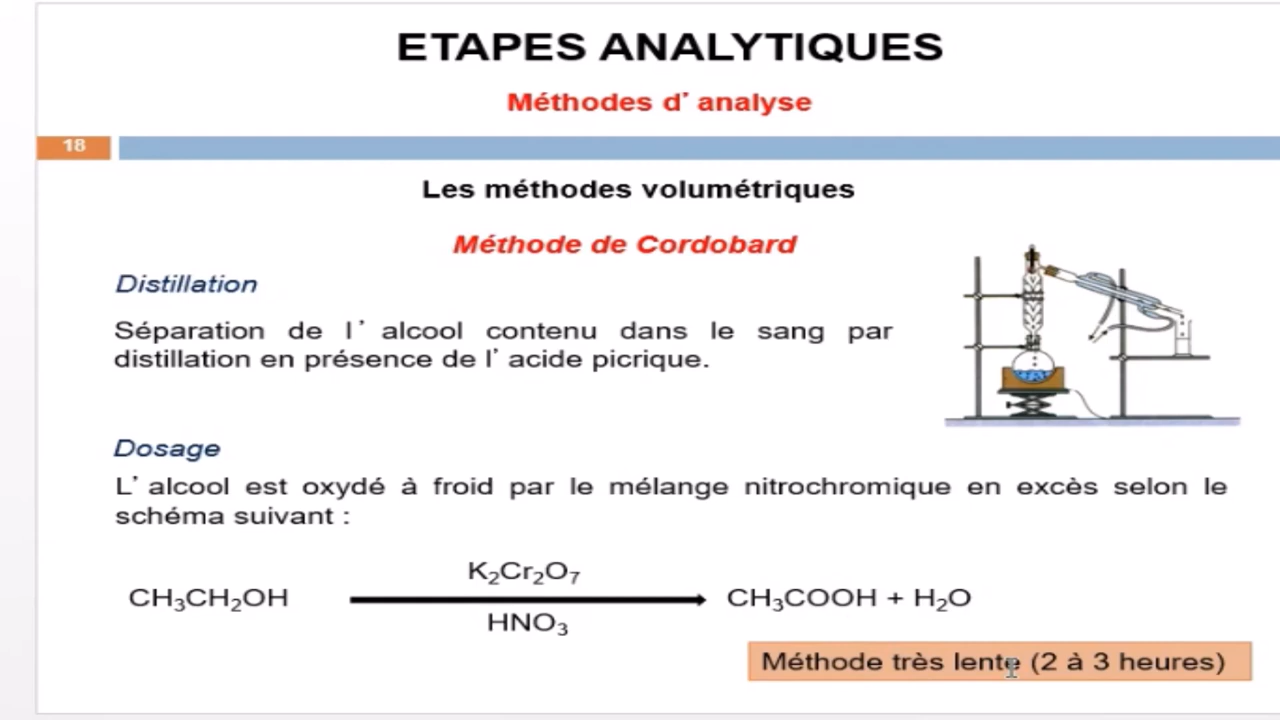 ETAPES ANALYTIQUES
Méthodes d’ analyse
18
Les méthodes volumétriques
Méthode de Cordobard
Distillation
Séparation de l’ alcool contenu dans le sang par
distillation en présence de l’ acide picrique.
Dosage
L’ alcool est oxydé à froid par le mélange nitrochromique en excès selon le
schéma suivant :
K₂Cr₂O₇
CH₃CH₂OH CH₃COOH + H₂O
HNO₃
Méthode très lente (2 à 3 heures)